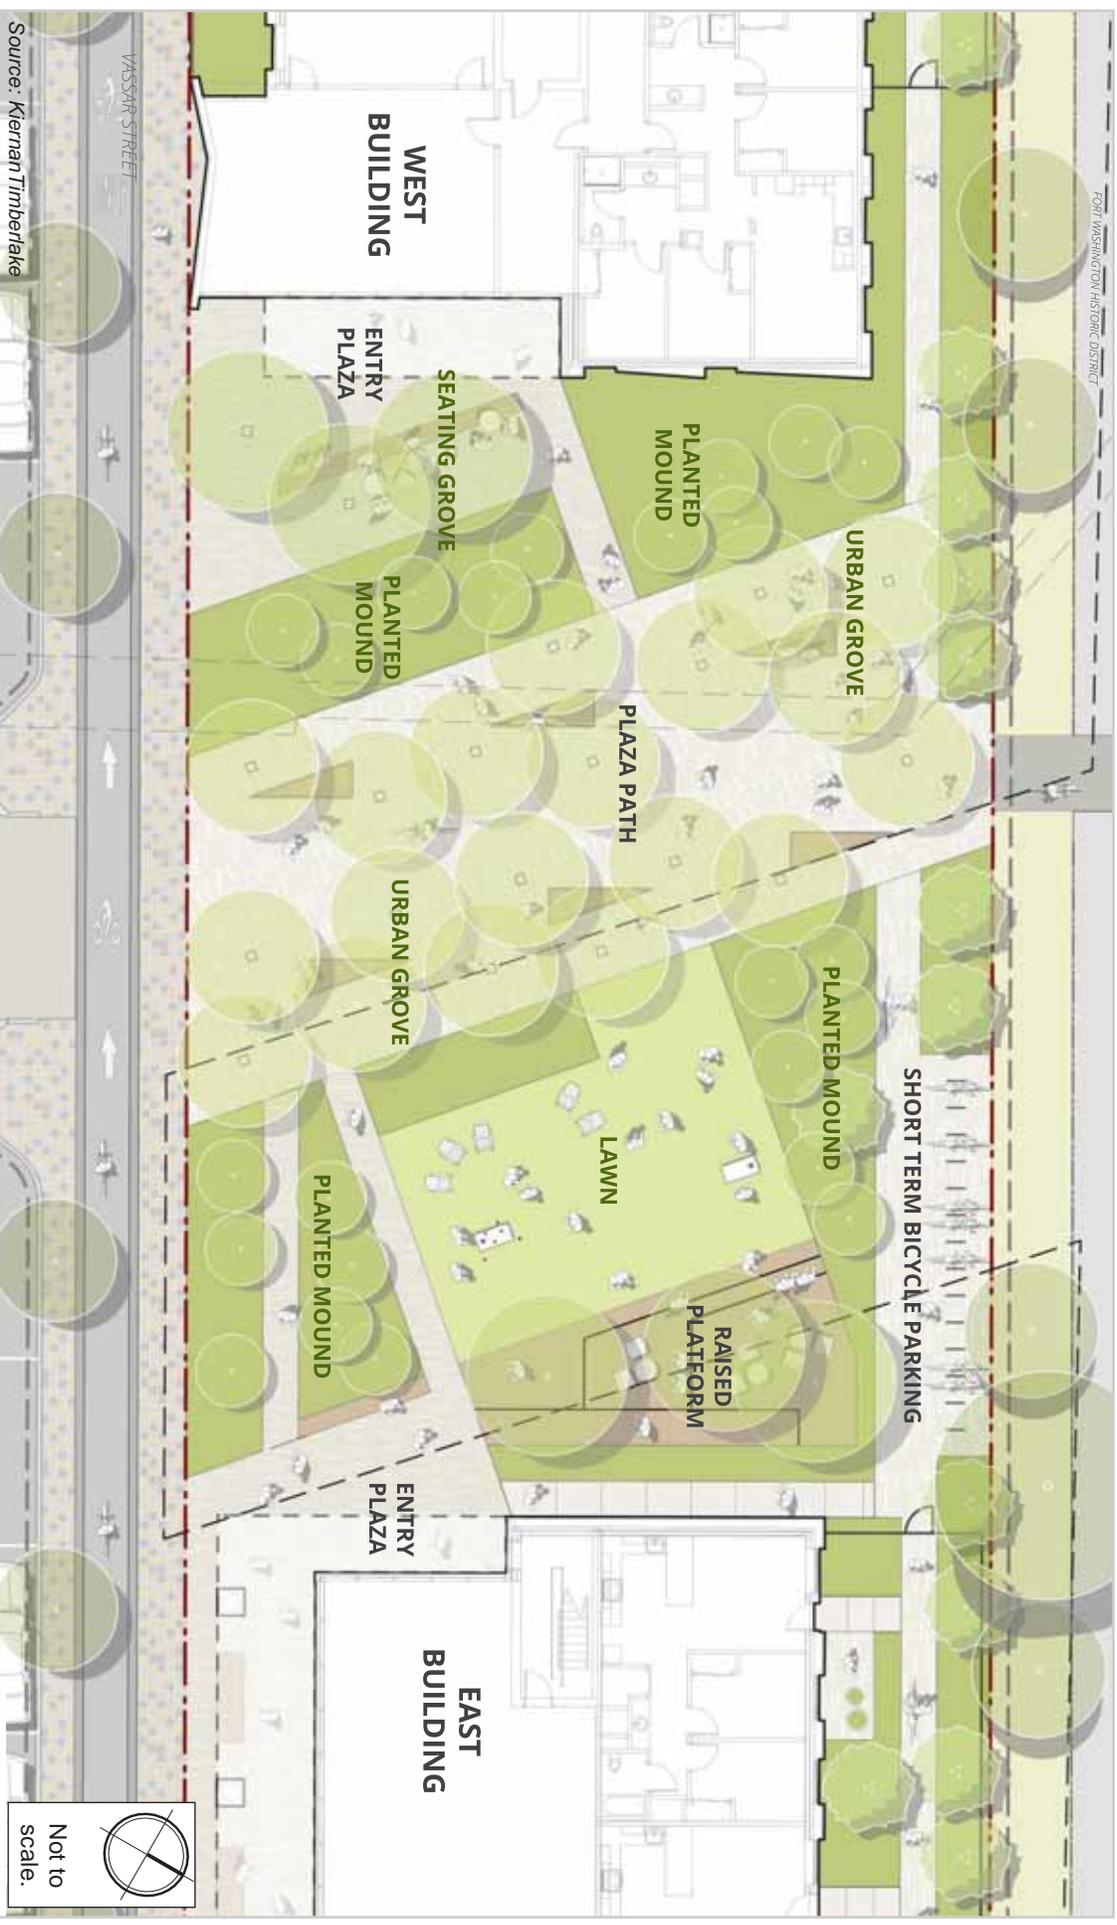 FORT WASHINGTON HISTORIC DISTRICT
WEST
BUILDING
ENTRY
PLAZA
SEATING GROVE
PLANTED
MOUND
PLANTED
MOUND
URBAN GROVE
PLAZA PATH
URBAN GROVE
PLANTED MOUND
SHORT TERM BICYCLE PARKING
LAWN
PLANTED MOUND
RAISED
PLATFORM
ENTRY
PLAZA
EAST
BUILDING
VASSAR STREET
Source: KiernanTimberlake
Not to
scale.